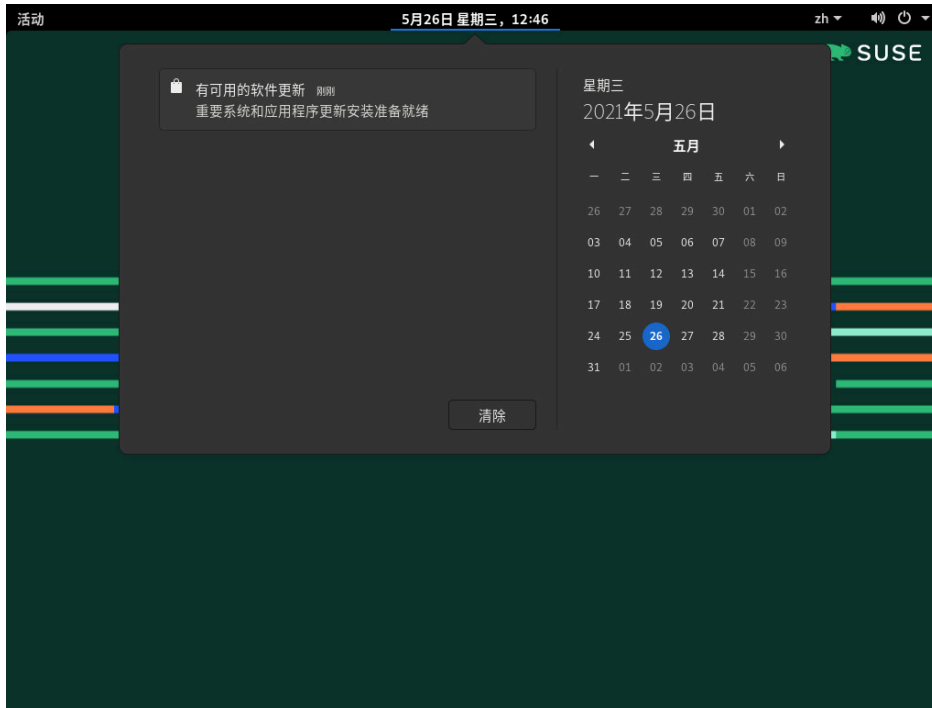 活动
5月26日 星期三，12:46
zh
SUSE
有可用的软件更新 刚刚
重要系统和应用程序更新安装准备就绪
清除
星期三
2021年5月26日
五月
一 二 三 四 五 六 日
26 27 28 29 30 01 02
03 04 05 06 07 08 09
10 11 12 13 14 15 16
17 18 19 20 21 22 23
24 25 26 27 28 29 30
31 01 02 03 04 05 06